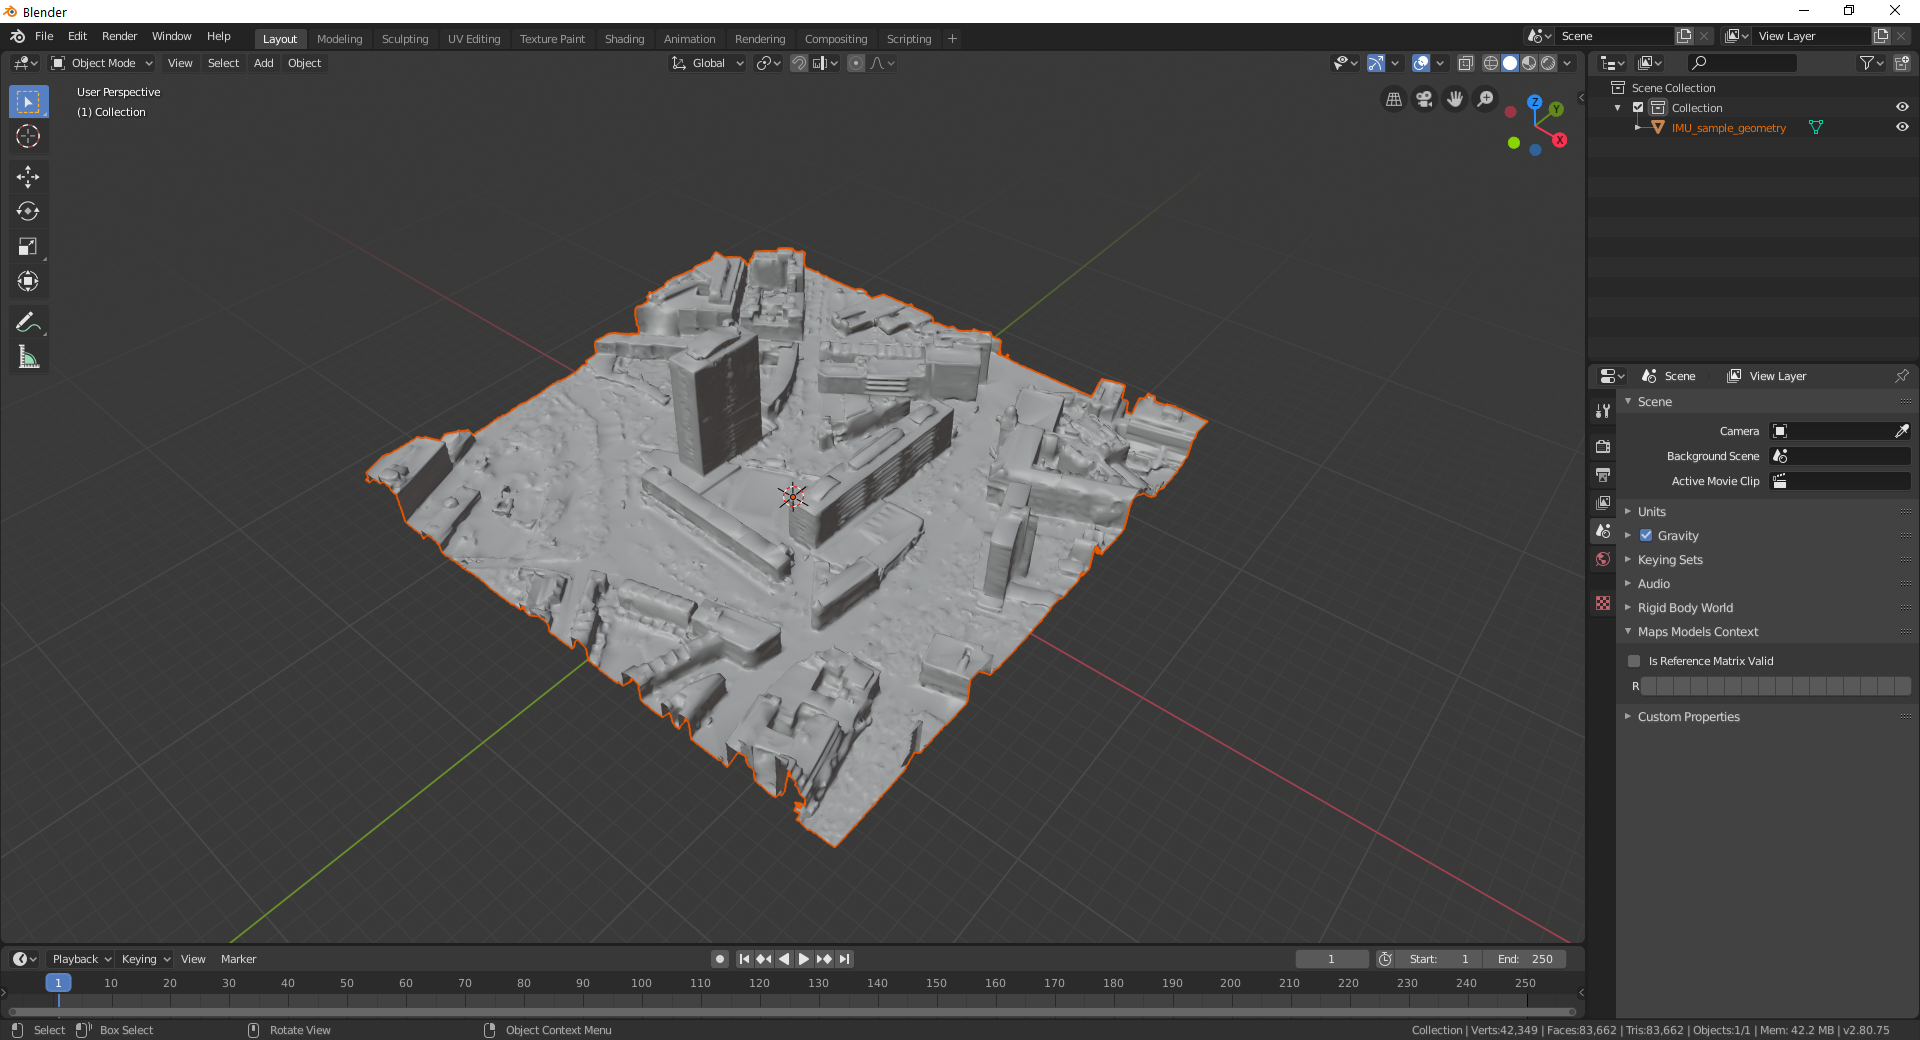 Blender
File Edit Render Window Help
Layout Modeling Sculpting UV Editing Texture Paint Shading Animation Rendering Compositing Scripting +
Scene
View Layer
Object Mode View Select Add Object
Global
User Perspective
(1) Collection
Z
Y
X
Scene Collection
Collection
IMU_sample_geometry
Scene View Layer
Scene
Camera
Background Scene
Active Movie Clip
Units
Gravity
Keying Sets
Audio
Rigid Body World
Maps Models Context
Is Reference Matrix Valid
R
Custom Properties
Playback Keying View Marker
1
Start: 1
End: 250
1 10 20 30 40 50 60 70 80 90 100 110 120 130 140 150 160 170 180 190 200 210 220 230 240 250
Select Box Select Rotate View Object Context Menu
Collection | Verts:42,349 | Faces:83,662 | Tris:83,662 | Objects:1/1 | Mem: 42.2 MB | v2.80.75